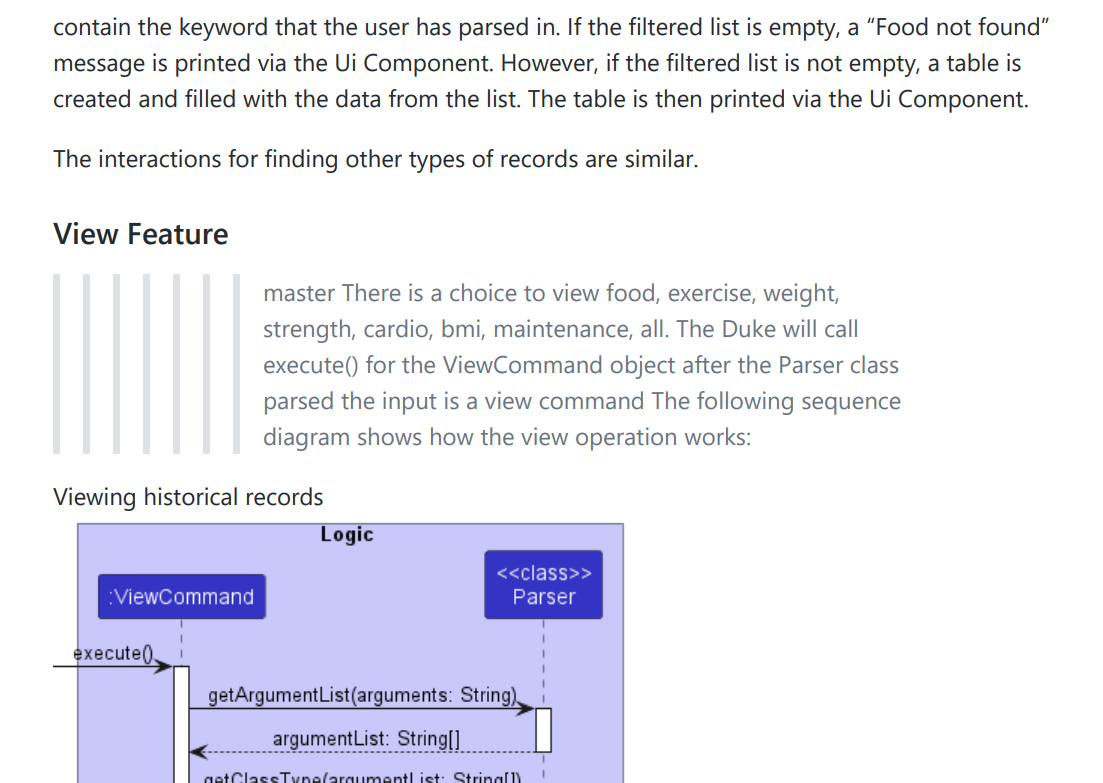 contain the keyword that the user has parsed in. If the filtered list is empty, a “Food not found”
message is printed via the Ui Component. However, if the filtered list is not empty, a table is
created and filled with the data from the list. The table is then printed via the Ui Component.
The interactions for finding other types of records are similar.
View Feature
master There is a choice to view food, exercise, weight,
strength, cardio, bmi, maintenance, all. The Duke will call
execute() for the ViewCommand object after the Parser class
parsed the input is a view command The following sequence
diagram shows how the view operation works:
Viewing historical records
Logic
<<class>>
Parser
:ViewCommand
execute()
getArgumentList(arguments: String)
argumentList: String[]
getClassType(argumentList: String[])